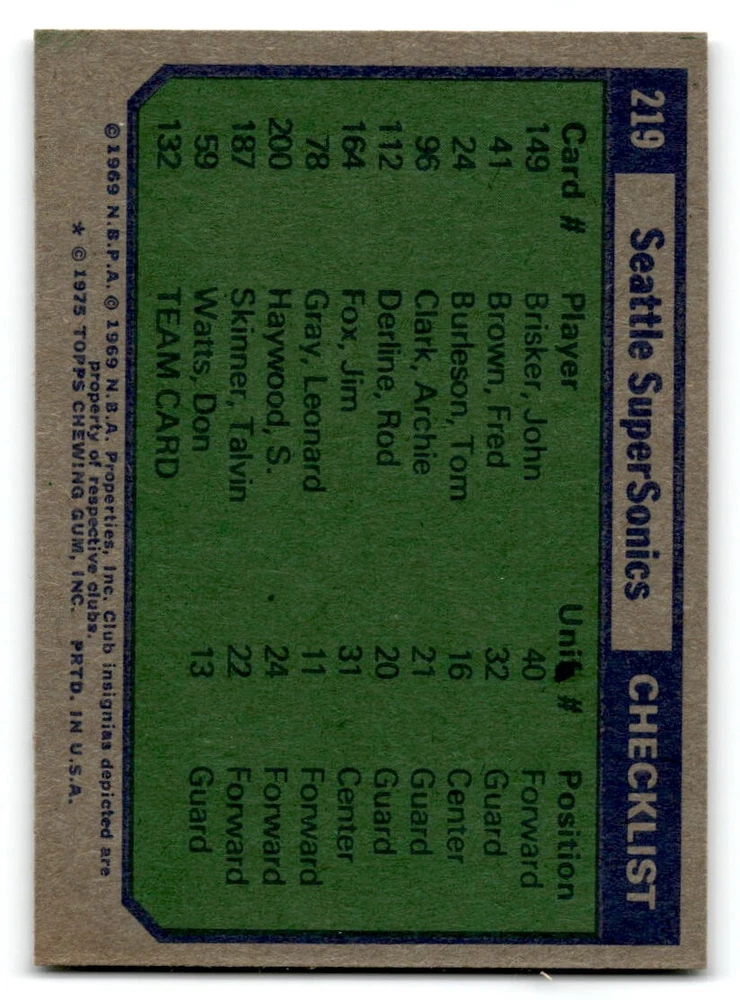 219 Seattle SuperSonics CHECKLIST
Card # Player Unif. # Position
149 Brisker, John 40 Forward
41 Brown, Fred 32 Guard
24 Burleson, Tom 16 Center
96 Clark, Archie 21 Guard
112 Derline, Rod 20 Guard
164 Fox, Jim 31 Center
78 Gray, Leonard 11 Forward
200 Haywood, S. 24 Forward
187 Skinner, Talvin 22 Forward
59 Watts, Don 13 Guard
132 TEAM CARD
©1969 N.B.P.A. ©1969 N.B.A. Properties, Inc. Club insignias depicted are
property of respective clubs.
* © 1975 TOPPS CHEWING GUM, INC. PRTD. IN U.S.A.